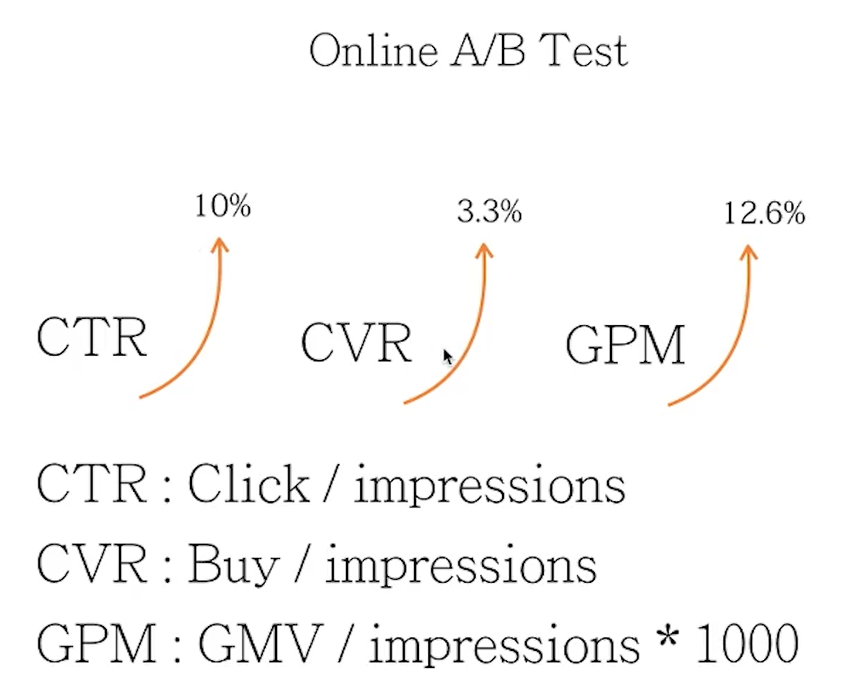 Online A/B Test
10%
3.3%
12.6%
CTR
CVR
GPM
CTR : Click / impressions
CVR : Buy / impressions
GPM : GMV / impressions * 1000